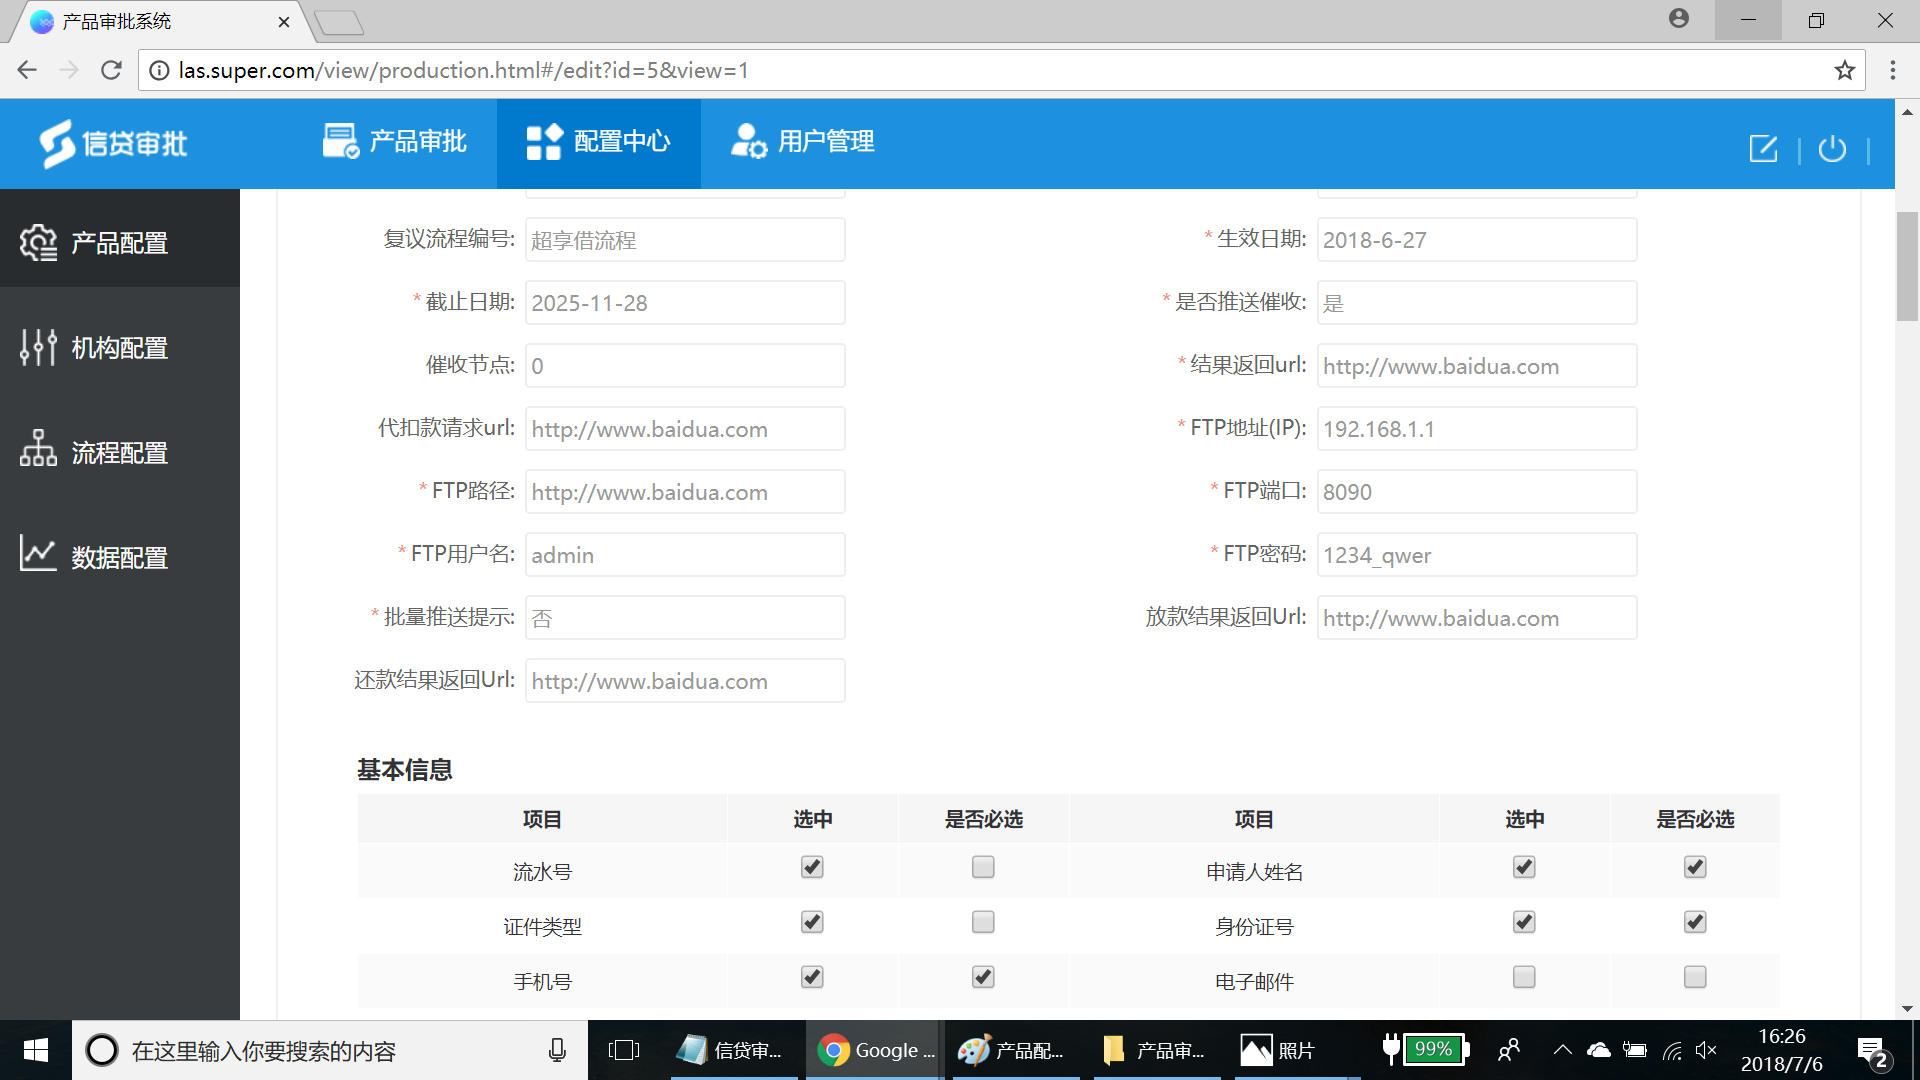 产品审批系统
las.super.com/view/production.html#/edit?id=5&view=1
信贷审批
产品审批
配置中心
用户管理
产品配置
机构配置
流程配置
数据配置
复议流程编号: 超享借流程
* 生效日期: 2018-6-27
* 截止日期: 2025-11-28
* 是否推送催收: 是
催收节点: 0
* 结果返回url: http://www.baidua.com
代扣款请求url: http://www.baidua.com
* FTP地址(IP): 192.168.1.1
* FTP路径: http://www.baidua.com
* FTP端口: 8090
* FTP用户名: admin
* FTP密码: 1234_qwer
* 批量推送提示: 否
放款结果返回Url: http://www.baidua.com
还款结果返回Url: http://www.baidua.com
基本信息
项目 选中 是否必选 项目 选中 是否必选
流水号 申请人姓名
证件类型 身份证号
手机号 电子邮件
在这里输入你要搜索的内容
信贷审...
Google ...
产品配...
产品审...
照片
99%
16:26
2018/7/6
2